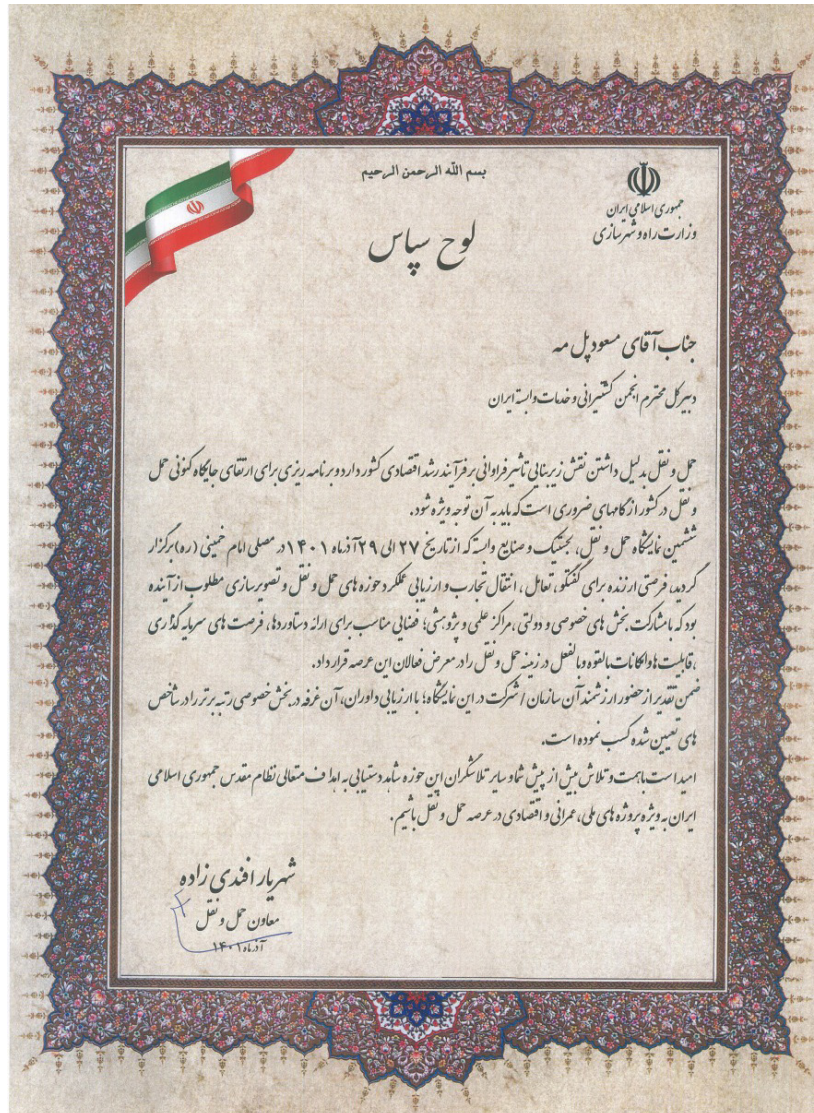 بسم الله الرحمن الرحیم
جمهوری اسلامی ایران
وزارت راه و شهرسازی
لوح سپاس
جناب آقای مسعود پل مه
دبیرکل محترم انجمن کشتیرانی و خدمات وابسته ایران
حمل و نقل بدلیل داشتن نقش زیربنایی تاثیر فراوانی بر فرآیند رشد اقتصادی کشور دارد و برنامه ریزی برای ارتقای جایگاه کنونی حمل
و نقل در کشور از گامهای ضروری است که باید به آن توجه ویژه شود.
ششمین نمایشگاه حمل و نقل، لجستیک و صنایع وابسته که از تاریخ ۲۷ الی ۲۹ آذرماه ۱۴۰۱ در مصلی امام خمینی (ره) برگزار
گردید، فرصتی ارزنده برای گفتگو، تعامل، انتقال تجارب و ارزیابی عملکرد حوزه های حمل و نقل و تصویرسازی مطلوب از آینده
بود که با مشارکت بخش های خصوصی و دولتی، مراکز علمی و پژوهشی؛ فضایی مناسب برای ارائه دستاوردها، فرصت های سرمایه گذاری
، قابلیت ها و امکانات بالقوه و بالفعل در زمینه حمل و نقل را در معرض فعالان این عرصه قرار داد.
ضمن تقدیر از حضور ارزشمند آن سازمان / شرکت در این نمایشگاه؛ با ارزیابی داوران، آن غرفه در بخش خصوصی رتبه برتر را در شاخص
های تعیین شده کسب نموده است.
امید است با همت و تلاش بیش از پیش شما و سایر تلاشگران این حوزه شاهد دستیابی به اهداف متعالی نظام مقدس جمهوری اسلامی
ایران به ویژه پروژه های ملی، عمرانی و اقتصادی در عرصه حمل و نقل باشیم.
شهریار افندی زاده
معاون حمل و نقل
آذرماه ۱۴۰۱